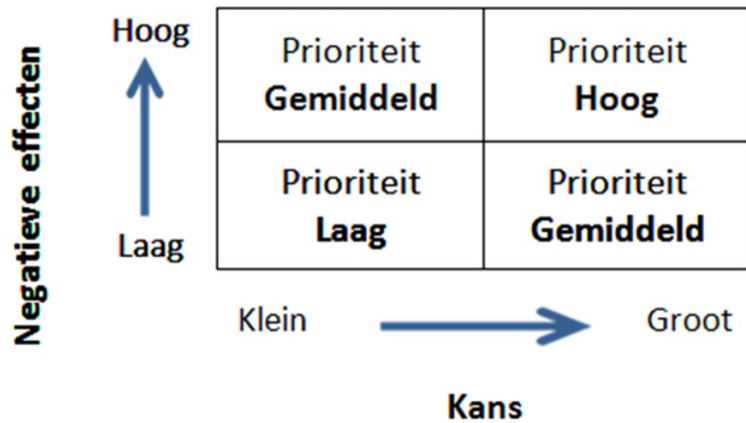 Negatieve effecten
Hoog
Prioriteit
Gemiddeld
Prioriteit
Hoog
Laag
Prioriteit
Laag
Prioriteit
Gemiddeld
Klein
Groot
Kans